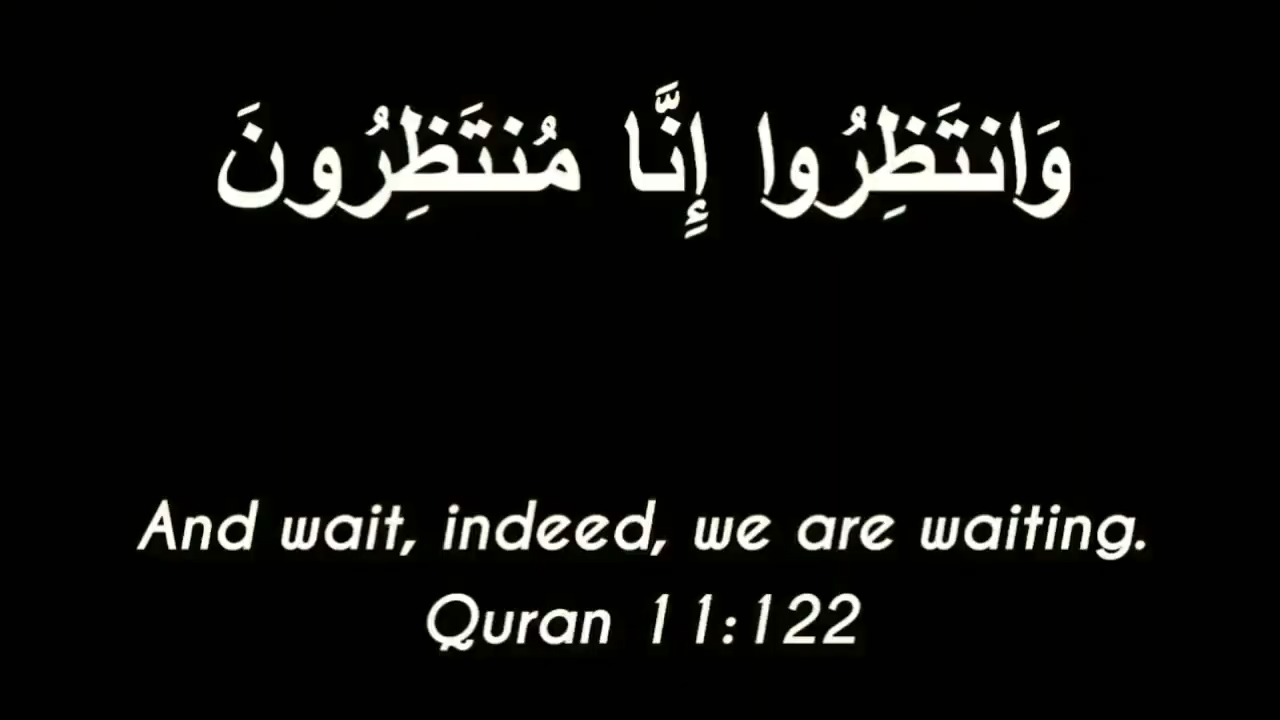 وَانتَظِرُوا إِنَّا مُنتَظِرُونَ
And wait, indeed, we are waiting.
Quran 11:122